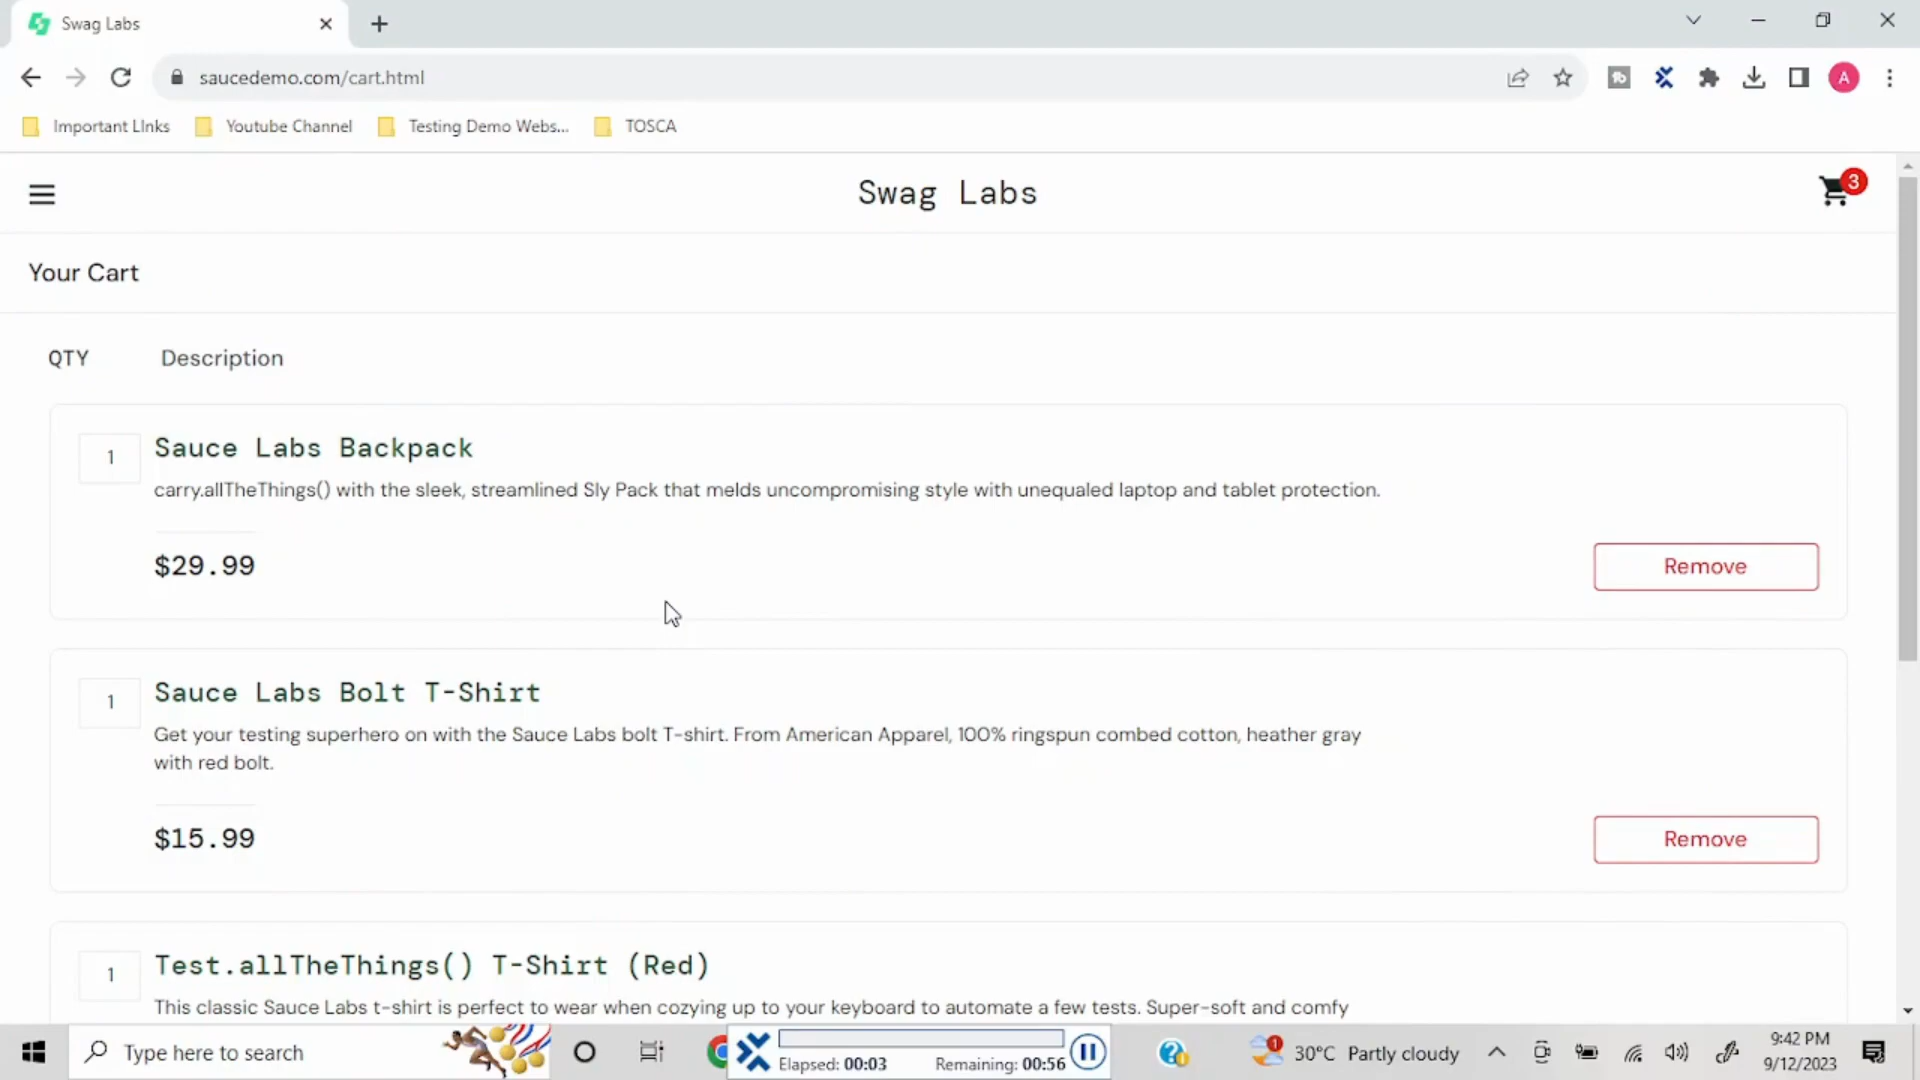 Swag Labs
saucedemo.com/cart.html
A
Important LInks
Youtube Channel
Testing Demo Webs...
TOSCA
Swag Labs
3
Your Cart
QTY
Description
1
Sauce Labs Backpack
carry.allTheThings() with the sleek, streamlined Sly Pack that melds uncompromising style with unequaled laptop and tablet protection.
$29.99
Remove
1
Sauce Labs Bolt T-Shirt
Get your testing superhero on with the Sauce Labs bolt T-shirt. From American Apparel, 100% ringspun combed cotton, heather gray
with red bolt.
$15.99
Remove
1
Test.allTheThings() T-Shirt (Red)
This classic Sauce Labs t-shirt is perfect to wear when cozying up to your keyboard to automate a few tests. Super-soft and comfy
Type here to search
Elapsed: 00:03
Remaining: 00:56
1
30°C Partly cloudy
9:42 PM
9/12/2023